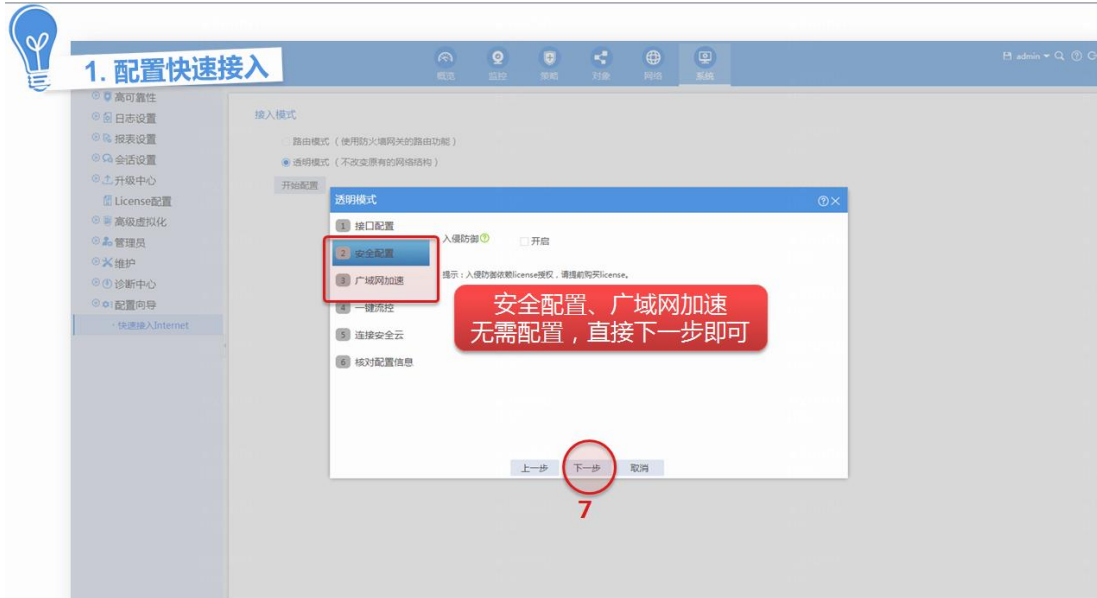 1. 配置快速接入
概览
监控
策略
对象
网络
系统
admin
高可靠性
日志设置
报表设置
会话设置
升级中心
License配置
高级虚拟化
管理员
维护
诊断中心
配置向导
快速接入Internet
接入模式
路由模式（使用防火墙网关的路由功能）
透明模式（不改变原有的网络结构）
开始配置
透明模式
1 接口配置
2 安全配置
3 广域网加速
4 一键流控
5 连接安全云
6 核对配置信息
入侵防御
开启
提示：入侵防御依赖license授权，请提前购买license。
安全配置、广域网加速
无需配置，直接下一步即可
上一步
下一步
取消
7